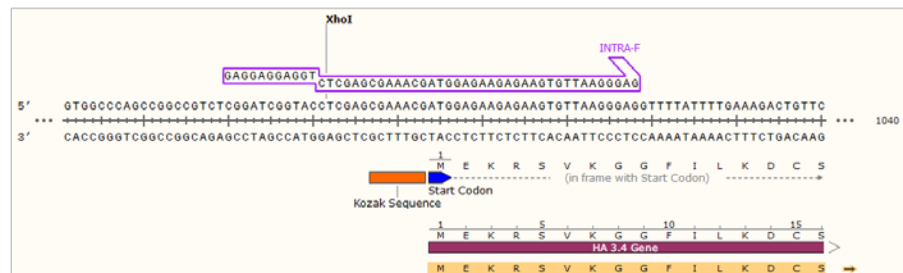 XhoI
INTRA-F
GAGGAGGAGGT
CTCGAGCGAAACGATGGAGAAGAGAAGTGTTAAGGGAG
5' GTGGCCCAGCCGGCCGTCTCGGATCGGTACCTCGAGCGAAACGATGGAGAAGAGAAGTGTTAAGGGAGGTTTTATTTTGAAAGACTGTTC
1040
3' CACCGGGTCGGCCGGCAGAGCCTAGCCATGGAGCTCGCTTTGCTACCTCTTCTCTTCACAATTCCCTCCAAAATAAAACTTTCTGACAAG
1
M E K R S V K G G F I L K D C S
(in frame with Start Codon)
Start Codon
Kozak Sequence
1 5 10 15
M E K R S V K G G F I L K D C S
HA 3.4 Gene
M E K R S V K G G F I L K D C S